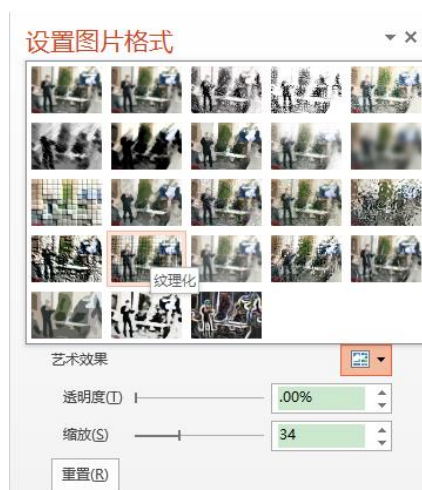 设置图片格式
纹理化
艺术效果
透明度(T) .00%
缩放(S) 34
重置(R)